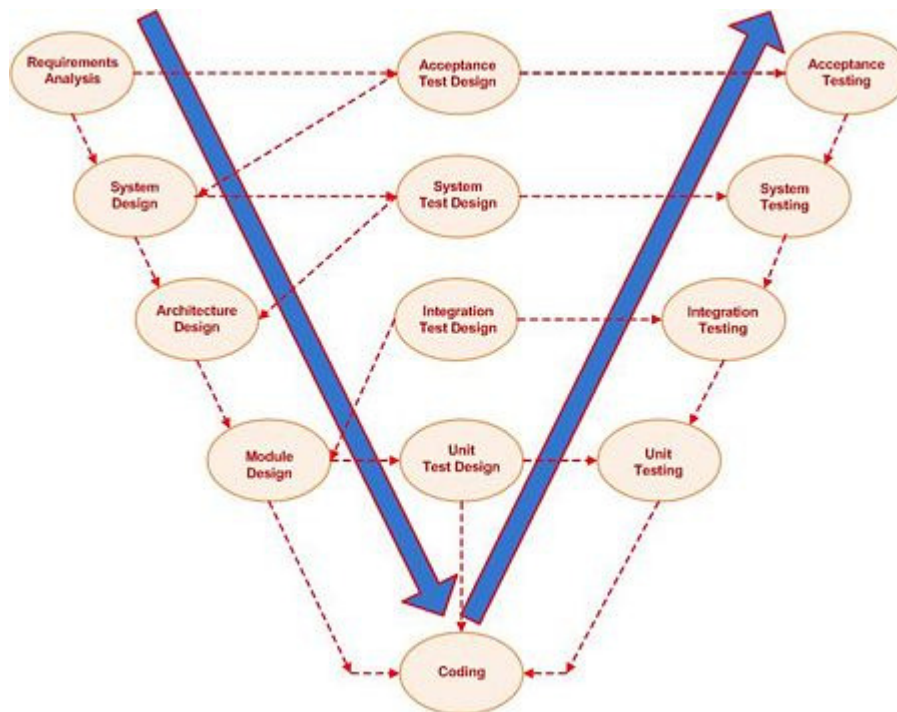 Requirements
Analysis
Acceptance
Test Design
Acceptance
Testing
System
Design
System
Test Design
System
Testing
Architecture
Design
Integration
Test Design
Integration
Testing
Module
Design
Unit
Test Design
Unit
Testing
Coding